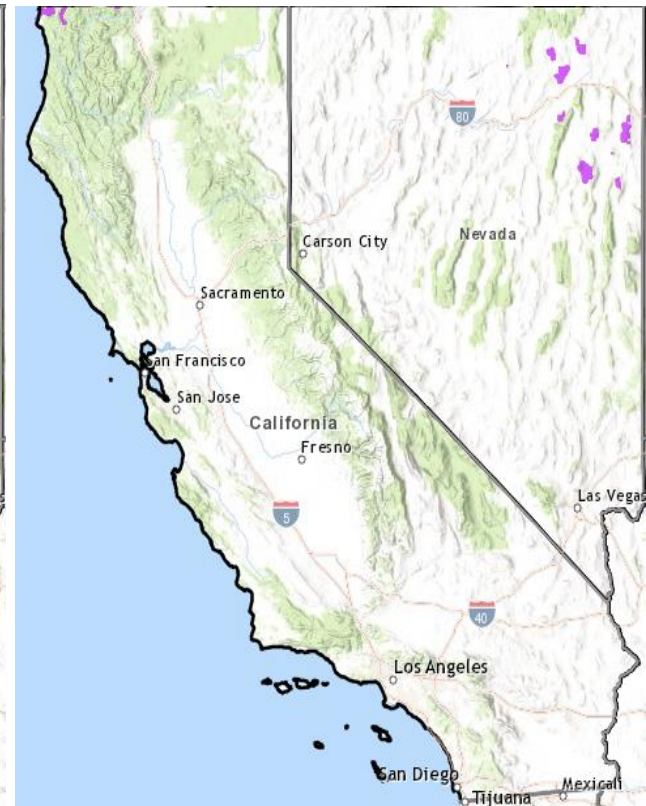 80
Carson City
Nevada
Sacramento
San Francisco
San Jose
California
Fresno
5
Las Vegas
40
Los Angeles
San Diego
Tijuana
Mexicali